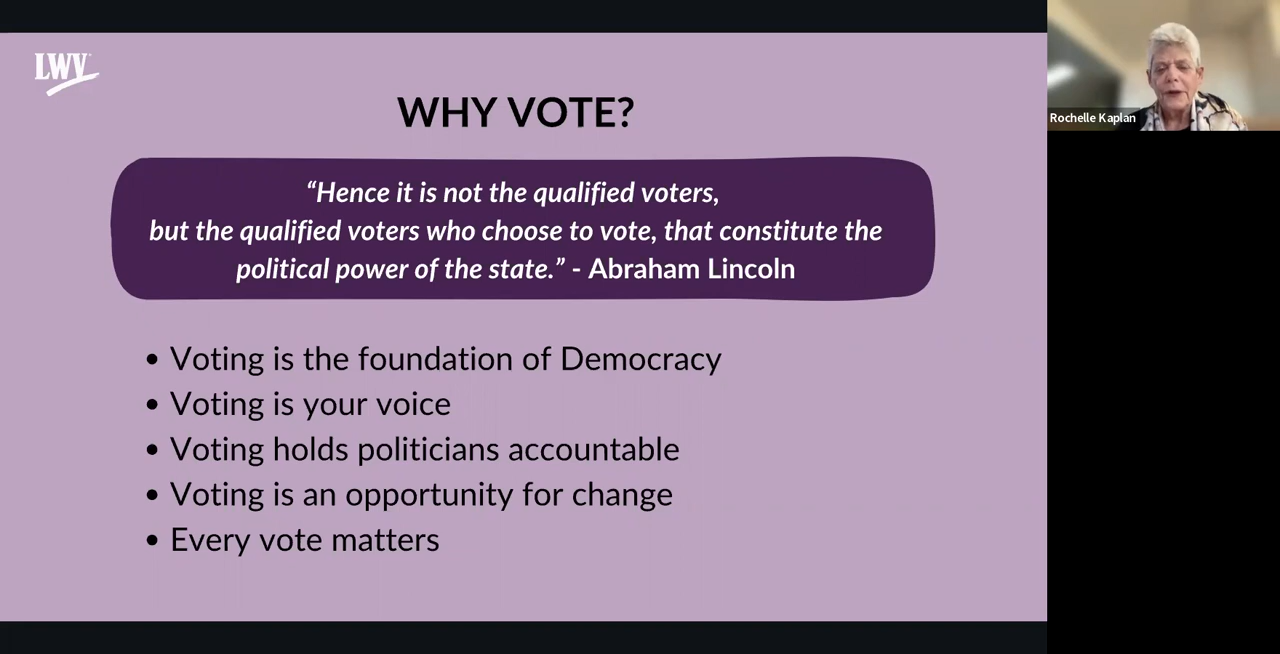 LWV
WHY VOTE?
“Hence it is not the qualified voters,
but the qualified voters who choose to vote, that constitute the
political power of the state.” - Abraham Lincoln
• Voting is the foundation of Democracy
• Voting is your voice
• Voting holds politicians accountable
• Voting is an opportunity for change
• Every vote matters
Rochelle Kaplan